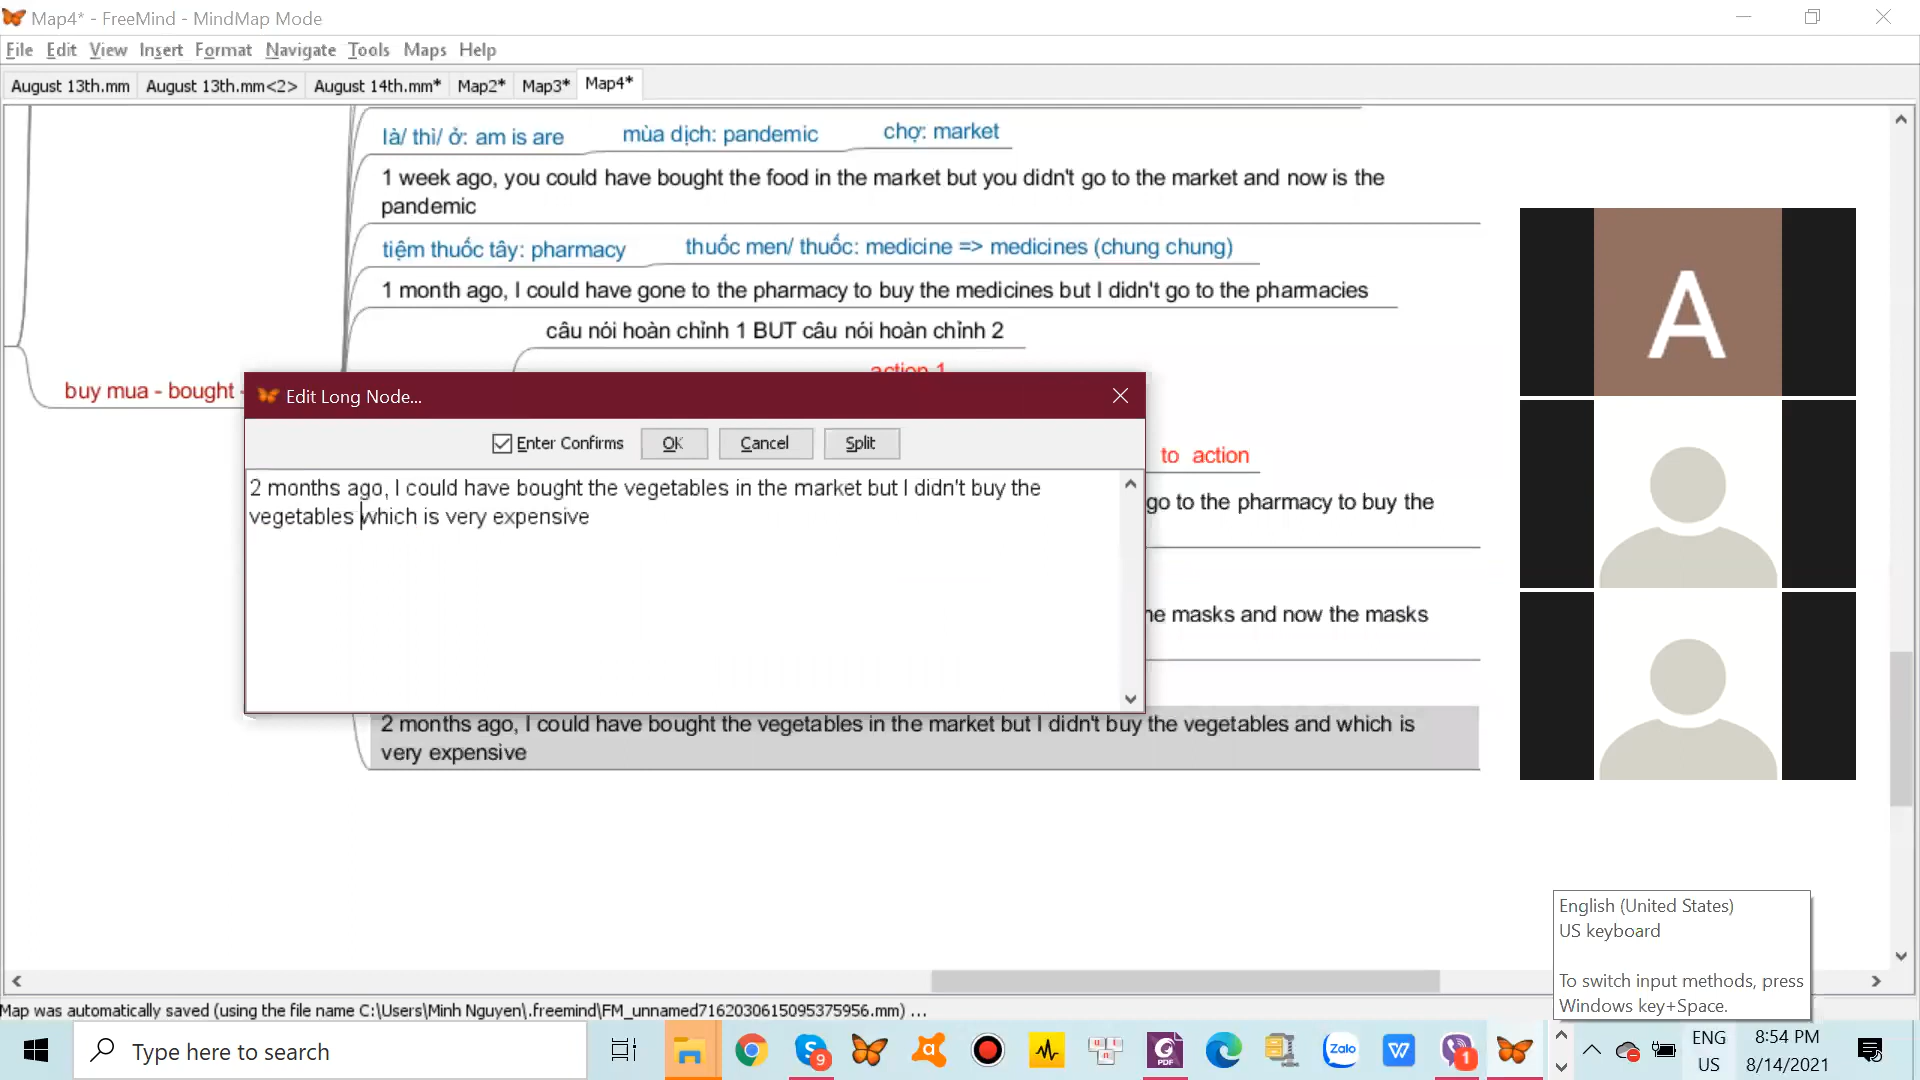 Map4* - FreeMind - MindMap Mode
File Edit View Insert Format Navigate Tools Maps Help
August 13th.mm August 13th.mm<2> August 14th.mm* Map2* Map3* Map4*
là/ thì/ ở: am is are mùa dịch: pandemic chợ: market
1 week ago, you could have bought the food in the market but you didn't go to the market and now is the
pandemic
tiệm thuốc tây: pharmacy thuốc men/ thuốc: medicine => medicines (chung chung)
1 month ago, I could have gone to the pharmacy to buy the medicines but I didn't go to the pharmacies
câu nói hoàn chỉnh 1 BUT câu nói hoàn chỉnh 2
action 1
buy mua - bought -
Edit Long Node...
Enter Confirms OK Cancel Split
to action
2 months ago, I could have bought the vegetables in the market but I didn't buy the
vegetables which is very expensive
go to the pharmacy to buy the
he masks and now the masks
2 months ago, I could have bought the vegetables in the market but I didn't buy the vegetables and which is
very expensive
A
English (United States)
US keyboard
To switch input methods, press
Windows key+Space.
Map was automatically saved (using the file name C:\Users\Minh Nguyen\.freemind\FM_unnamed7162030615095375956.mm) ...
Type here to search
9
PDF
Zalo
W
1
ENG
US
8:54 PM
8/14/2021